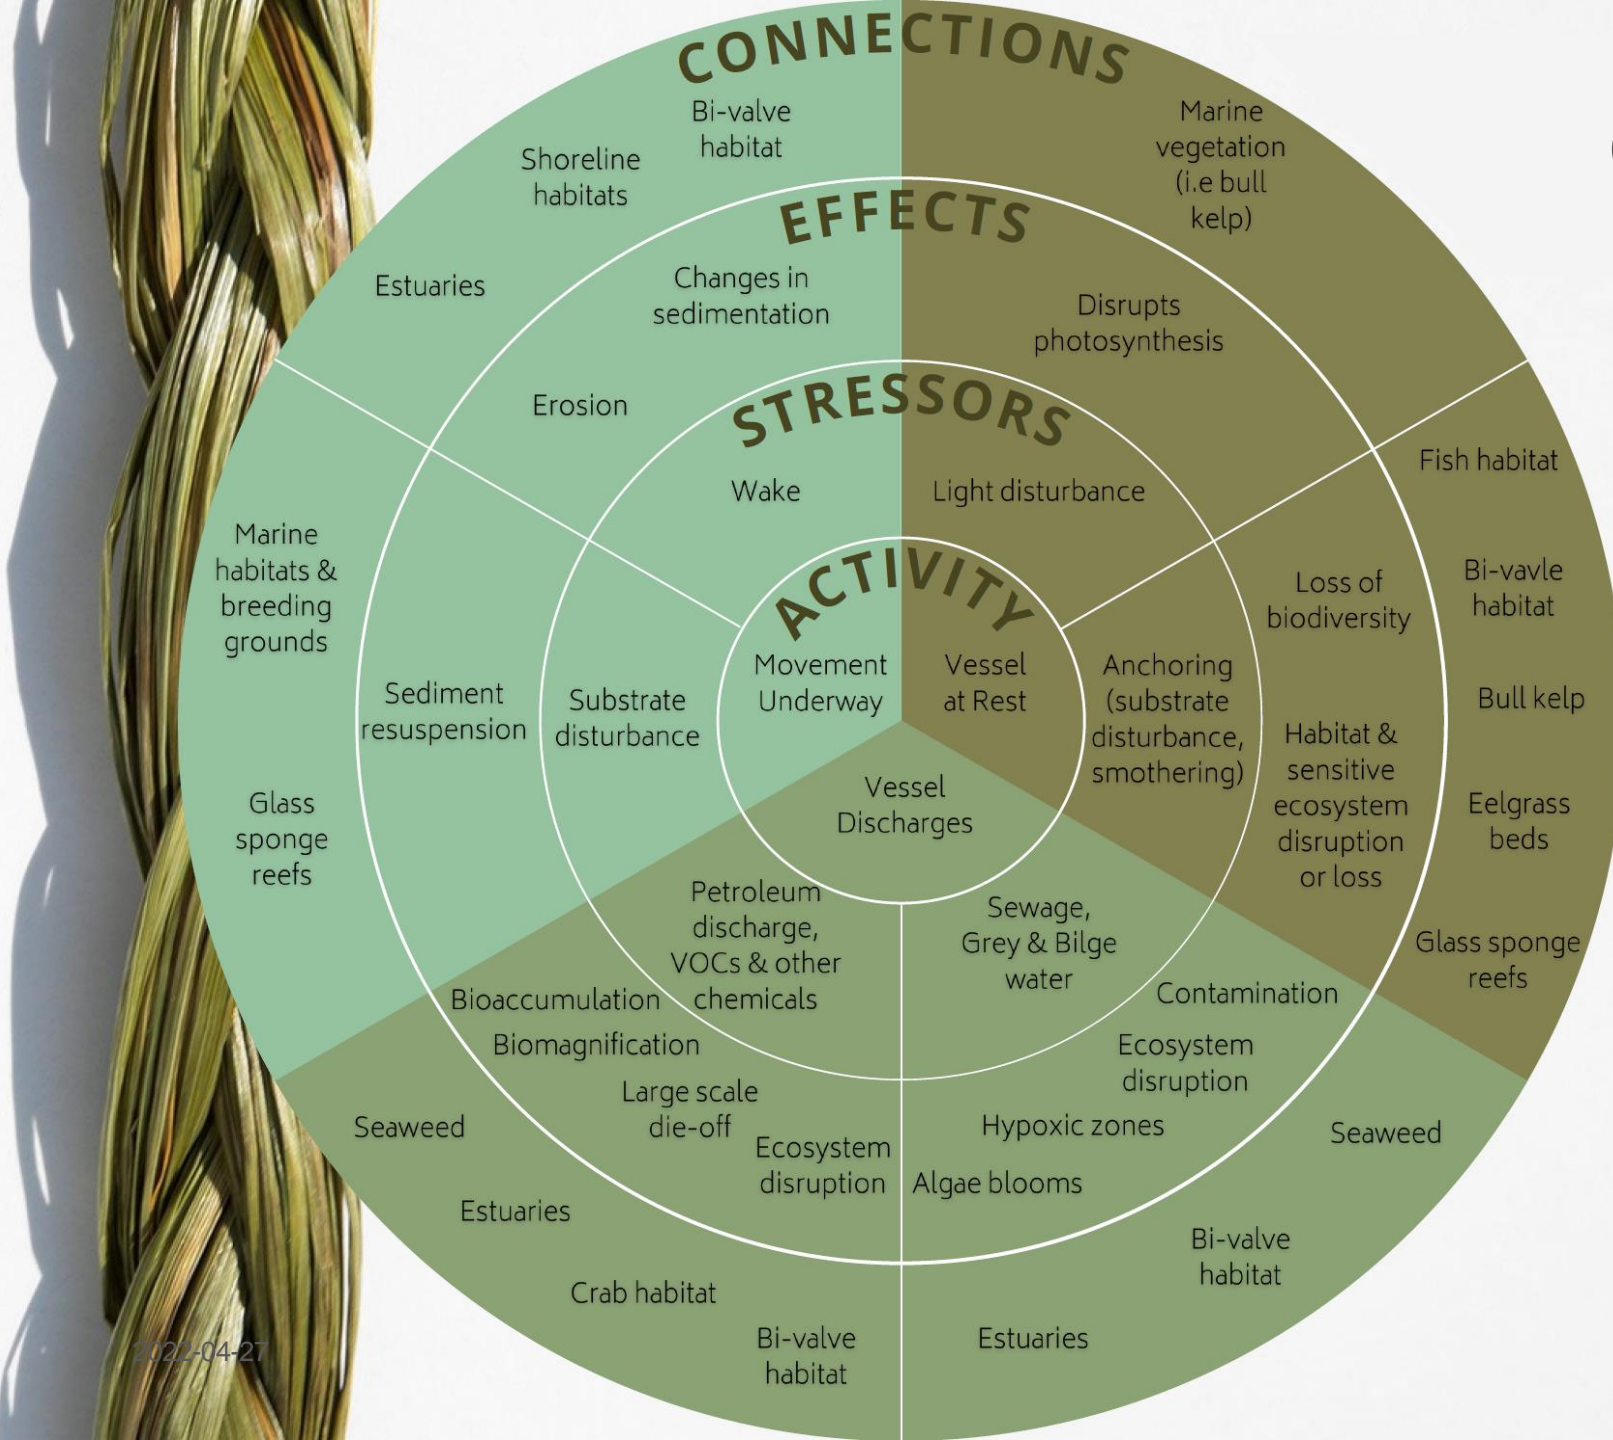 CONNECTIONS
Bi-valve
habitat
Shoreline
habitats
Estuaries
Marine
vegetation
(i.e bull
kelp)
EFFECTS
Changes in
sedimentation
Erosion
Disrupts
photosynthesis
STRESSORS
Wake
Light disturbance
ACTIVITY
Movement
Underway
Vessel
at Rest
Vessel
Discharges
Marine
habitats &
breeding
grounds
Glass
sponge
reefs
Sediment
resuspension
Substrate
disturbance
Anchoring
(substrate
disturbance,
smothering)
Loss of
biodiversity
Habitat &
sensitive
ecosystem
disruption
or loss
Fish habitat
Bi-vavle
habitat
Bull kelp
Eelgrass
beds
Glass sponge
reefs
Petroleum
discharge,
VOCs & other
chemicals
Sewage,
Grey & Bilge
water
Bioaccumulation
Biomagnification
Large scale
die-off
Ecosystem
disruption
Contamination
Ecosystem
disruption
Hypoxic zones
Algae blooms
Seaweed
Estuaries
Crab habitat
Bi-valve
habitat
Seaweed
Bi-valve
habitat
Estuaries
2022-04-27